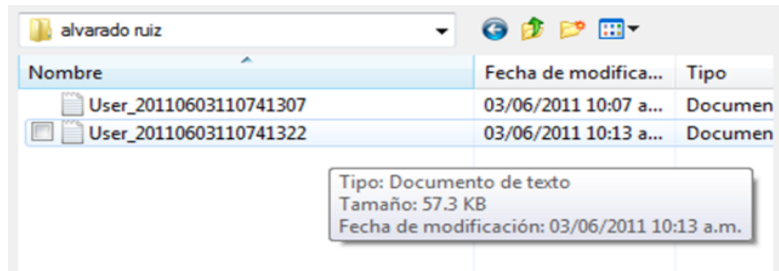 alvarado ruiz
Nombre Fecha de modifica... Tipo
User_20110603110741307 03/06/2011 10:07 a... Documen
User_20110603110741322 03/06/2011 10:13 a... Documen
Tipo: Documento de texto
Tamaño: 57.3 KB
Fecha de modificación: 03/06/2011 10:13 a.m.